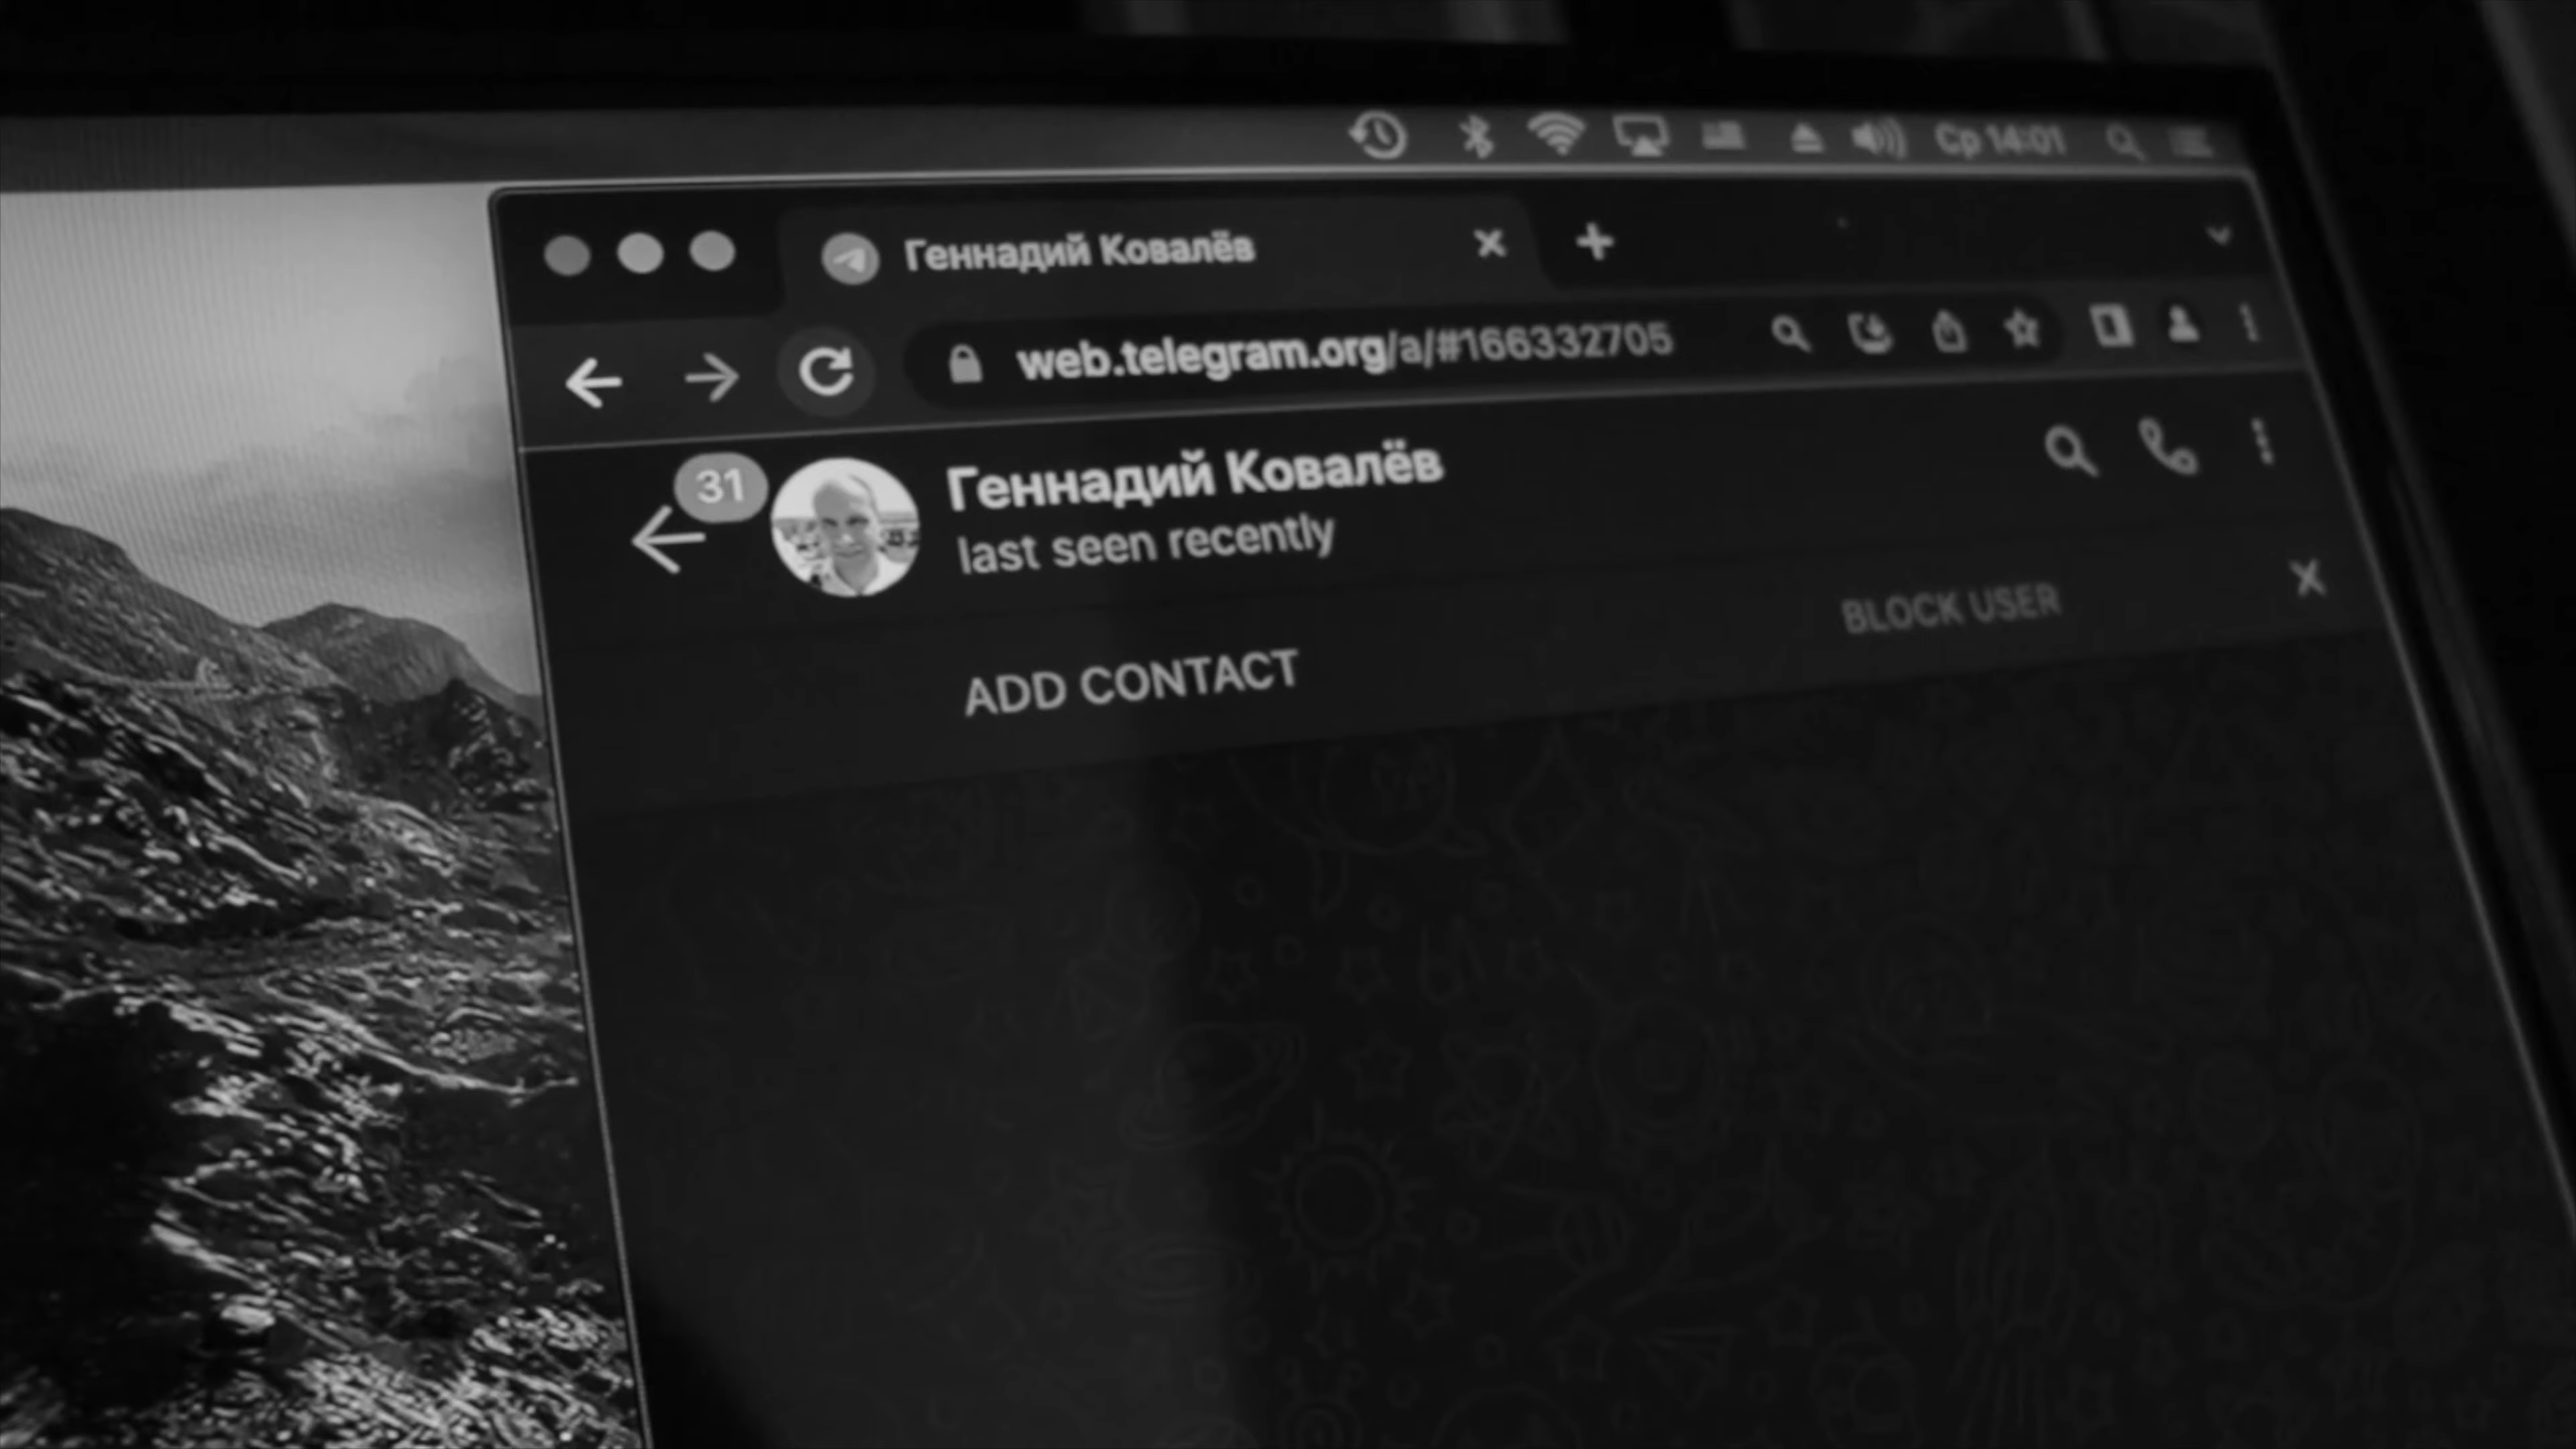 Ср 14:01
Геннадий Ковалёв
web.telegram.org/a/#166332705
31
Геннадий Ковалёв
last seen recently
ADD CONTACT
BLOCK USER